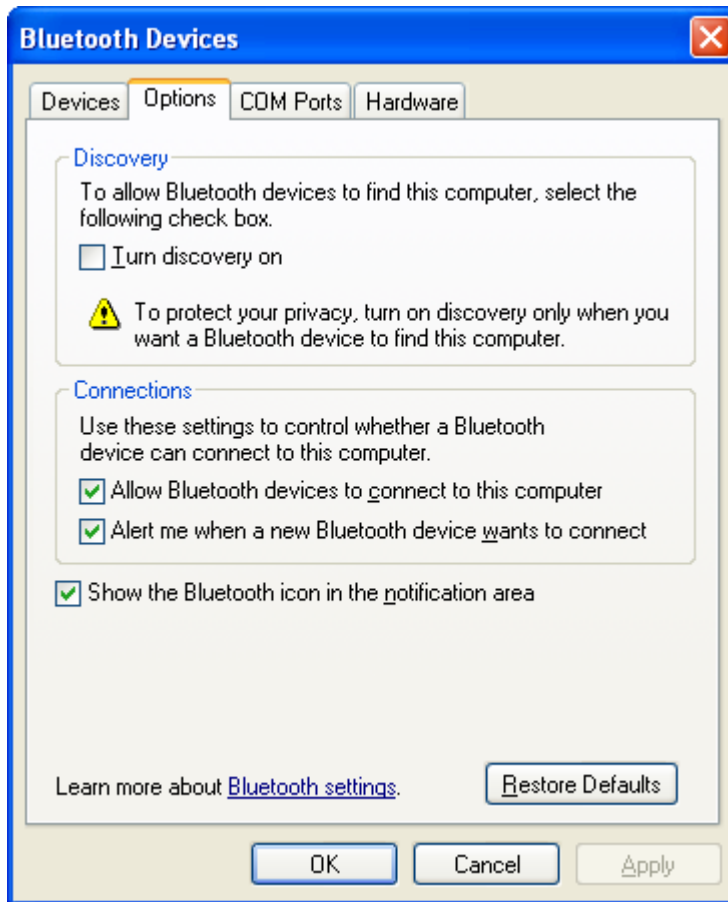 Bluetooth Devices
Devices
Options
COM Ports
Hardware
Discovery
To allow Bluetooth devices to find this computer, select the
following check box.
Turn discovery on
To protect your privacy, turn on discovery only when you
want a Bluetooth device to find this computer.
Connections
Use these settings to control whether a Bluetooth
device can connect to this computer.
Allow Bluetooth devices to connect to this computer
Alert me when a new Bluetooth device wants to connect
Show the Bluetooth icon in the notification area
Learn more about Bluetooth settings.
Restore Defaults
OK
Cancel
Apply